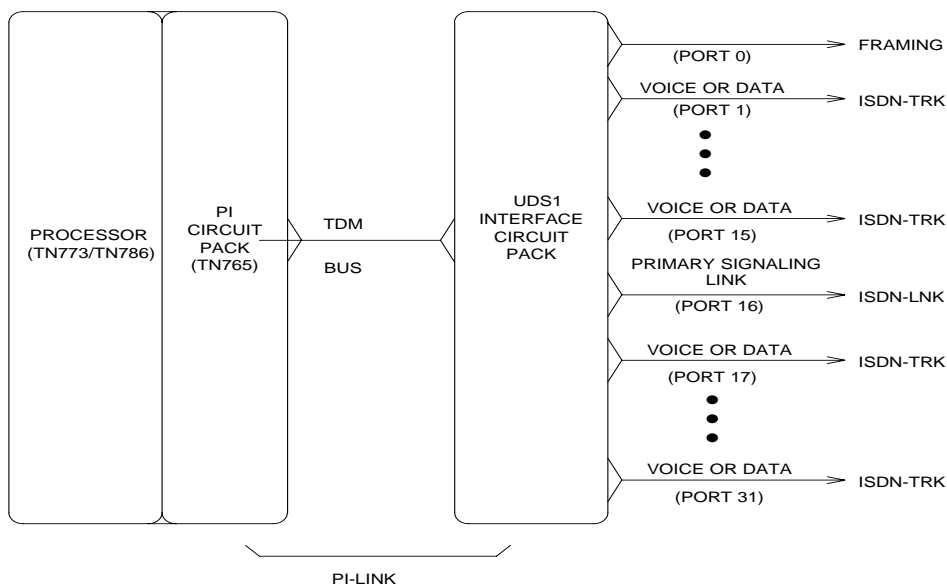 PROCESSOR
(TN773/TN786)
PI
CIRCUIT
PACK
(TN765)
TDM
BUS
UDS1
INTERFACE
CIRCUIT
PACK
(PORT 0)
FRAMING
VOICE OR DATA
(PORT 1)
ISDN-TRK
VOICE OR DATA
(PORT 15)
ISDN-TRK
PRIMARY SIGNALING
LINK
(PORT 16)
ISDN-LNK
VOICE OR DATA
(PORT 17)
ISDN-TRK
VOICE OR DATA
(PORT 31)
ISDN-TRK
PI-LINK